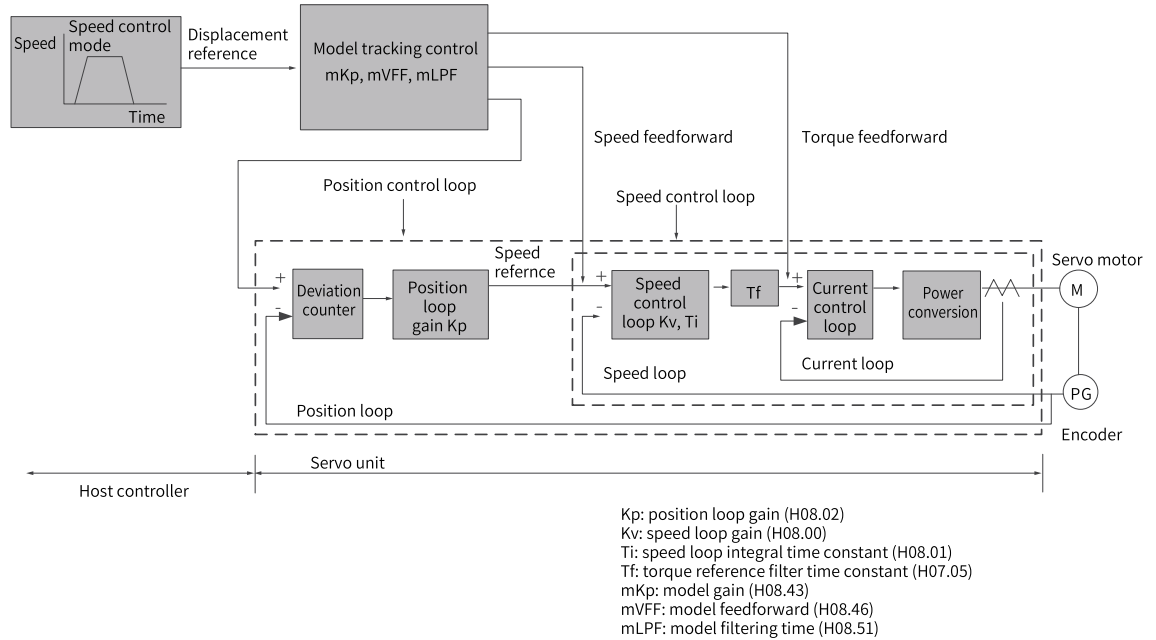 Speed control
mode
Speed
Time
Displacement
reference
Model tracking control
mKp, mVFF, mLPF
Speed feedforward
Torque feedforward
Position control loop
Speed control loop
Speed
refernce
Servo motor
+
-
Deviation
counter
Position
loop
gain Kp
+
-
Speed
control
loop Kv, Ti
Tf
+
-
Current
control
loop
Power
conversion
M
Current loop
Speed loop
PG
Position loop
Encoder
Servo unit
Host controller
Kp: position loop gain (H08.02)
Kv: speed loop gain (H08.00)
Ti: speed loop integral time constant (H08.01)
Tf: torque reference filter time constant (H07.05)
mKp: model gain (H08.43)
mVFF: model feedforward (H08.46)
mLPF: model filtering time (H08.51)